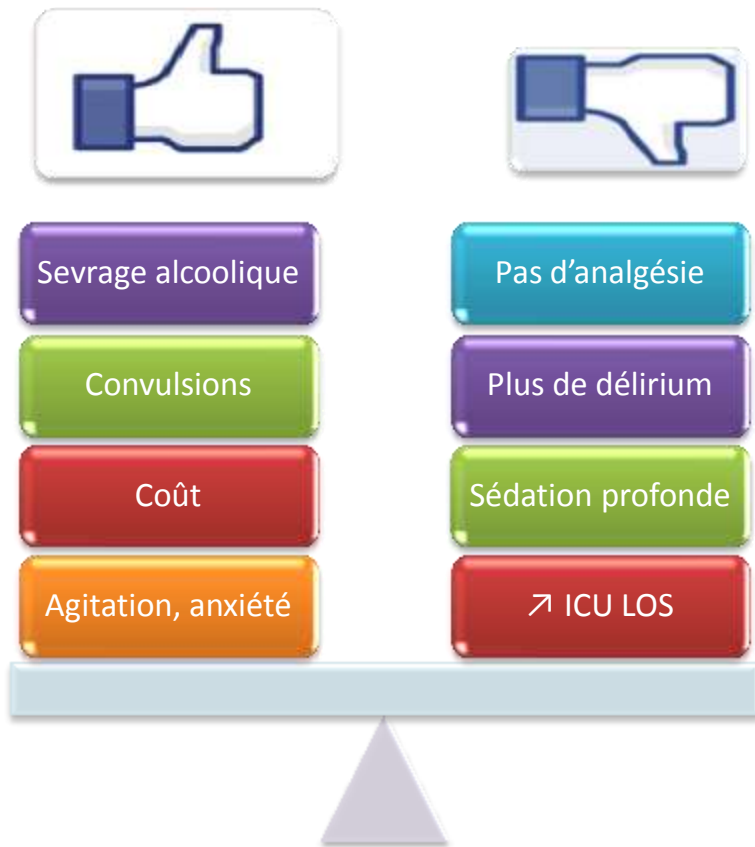 Sevrage alcoolique
Convulsions
Coût
Agitation, anxiété
Pas d’analgésie
Plus de délirium
Sédation profonde
↗ ICU LOS